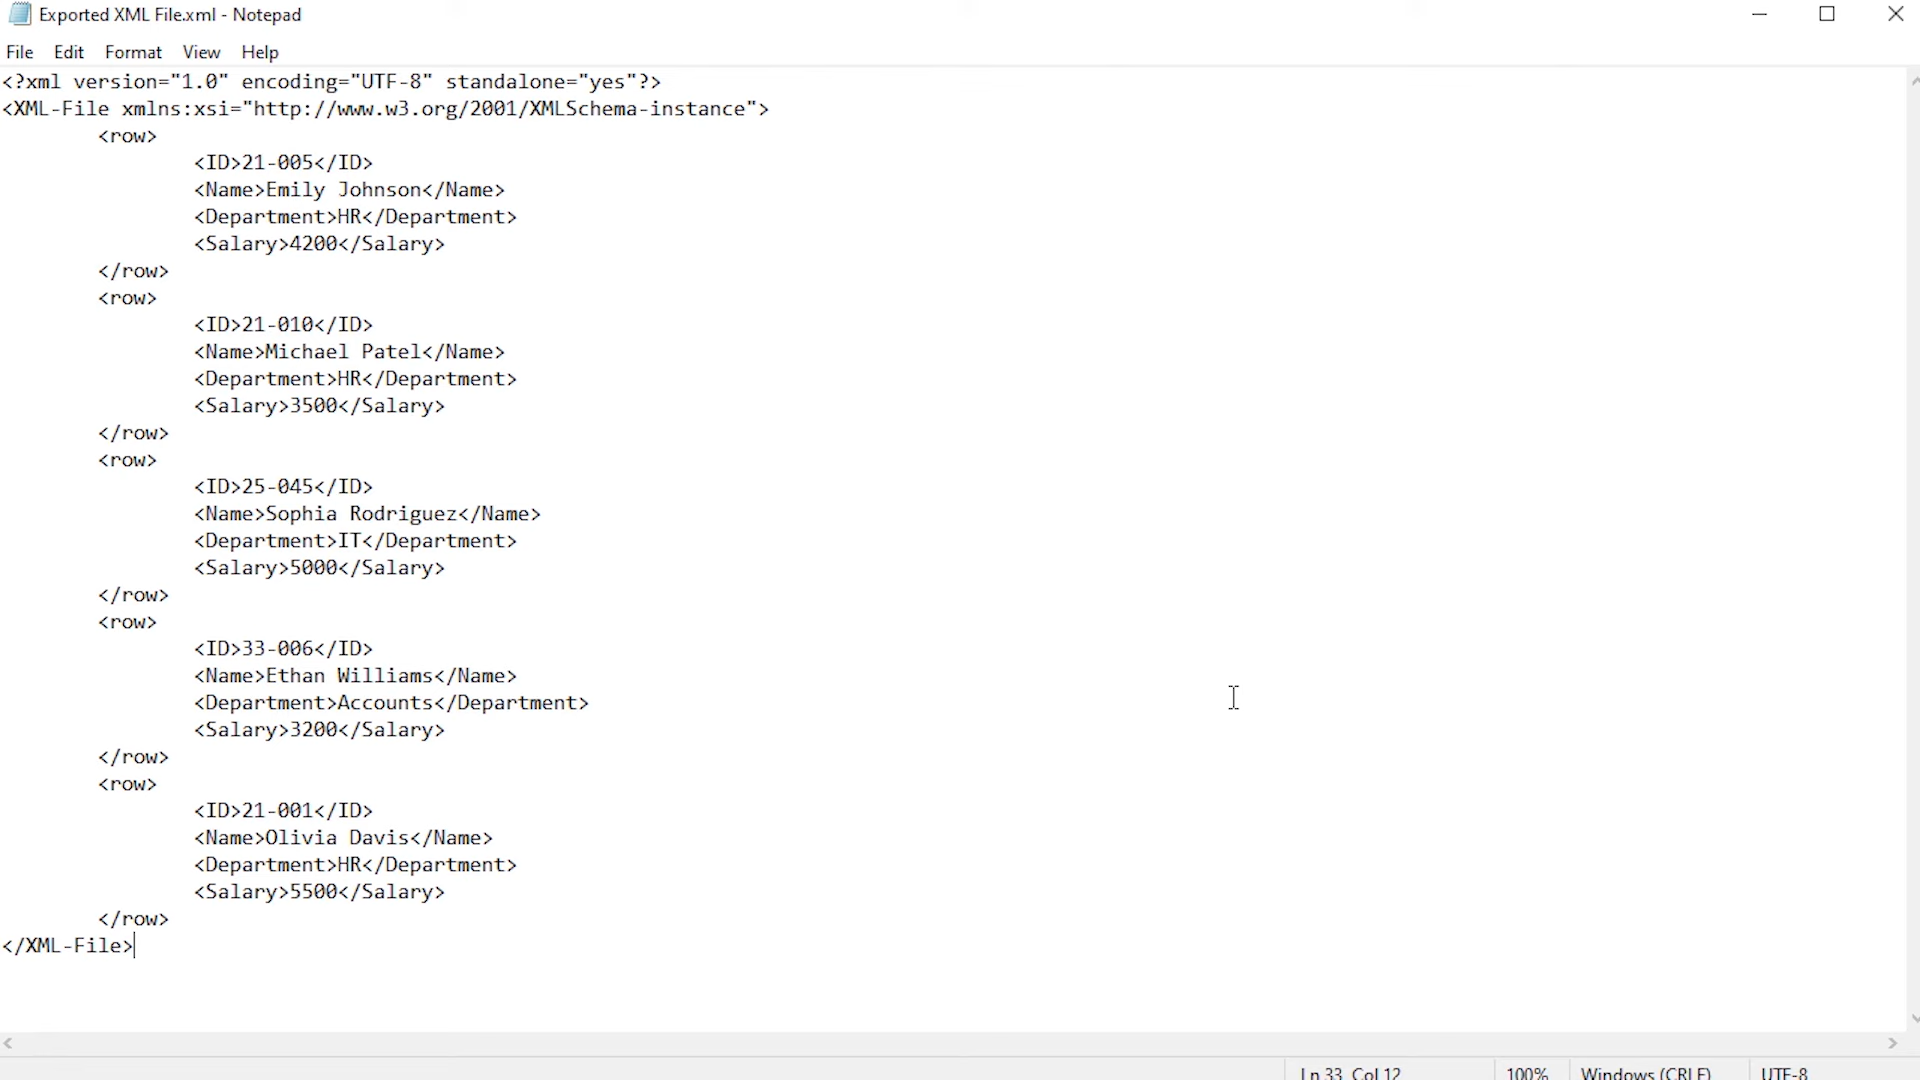 Exported XML File.xml - Notepad
File Edit Format View Help
<?xml version="1.0" encoding="UTF-8" standalone="yes"?>
<XML-File xmlns:xsi="http://www.w3.org/2001/XMLSchema-instance">
<row>
<ID>21-005</ID>
<Name>Emily Johnson</Name>
<Department>HR</Department>
<Salary>4200</Salary>
</row>
<row>
<ID>21-010</ID>
<Name>Michael Patel</Name>
<Department>HR</Department>
<Salary>3500</Salary>
</row>
<row>
<ID>25-045</ID>
<Name>Sophia Rodriguez</Name>
<Department>IT</Department>
<Salary>5000</Salary>
</row>
<row>
<ID>33-006</ID>
<Name>Ethan Williams</Name>
<Department>Accounts</Department>
<Salary>3200</Salary>
</row>
<row>
<ID>21-001</ID>
<Name>Olivia Davis</Name>
<Department>HR</Department>
<Salary>5500</Salary>
</row>
</XML-File>
Ln 33, Col 12 100% Windows (CRLF) UTF-8